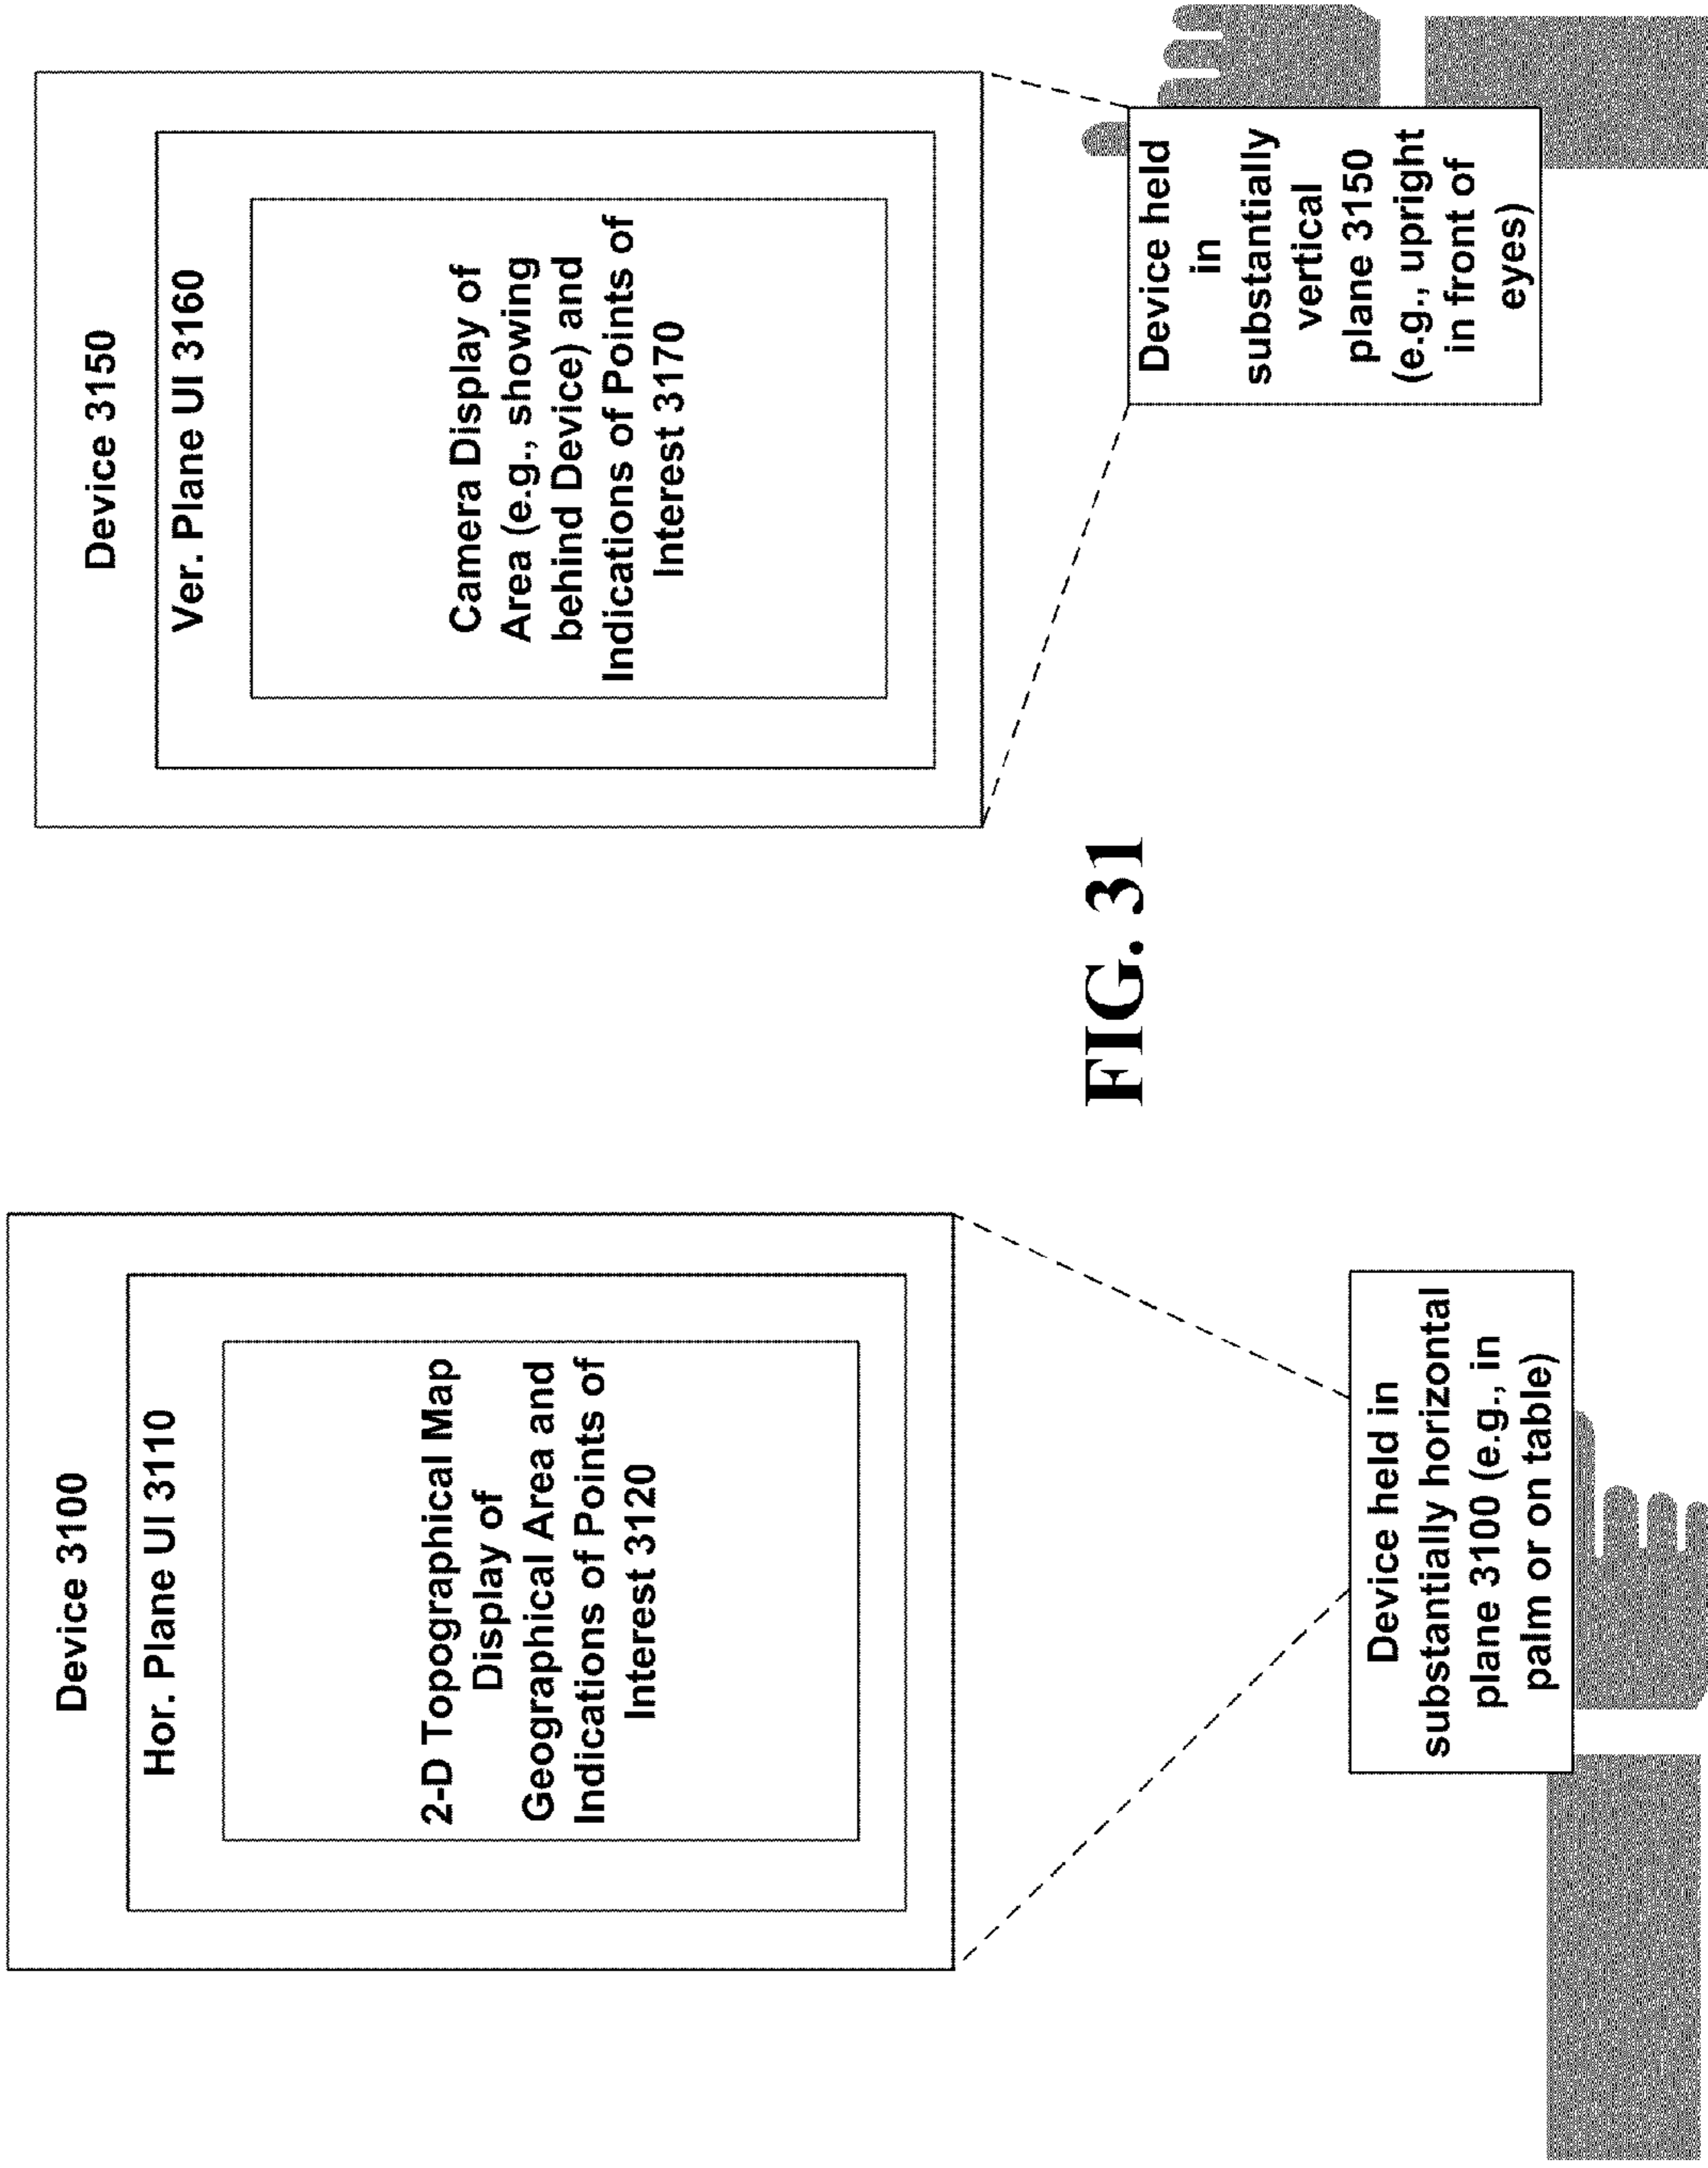 Device 3100
Hor. Plane UI 3110
2-D Topographical Map
Display of
Geographical Area and
Indications of Points of
Interest 3120
Device held in
substantially horizontal
plane 3100 (e.g., in
palm or on table)
Device 3150
Ver. Plane UI 3160
Camera Display of
Area (e.g., showing
behind Device) and
Indications of Points of
Interest 3170
Device held
in
substantially
vertical
plane 3150
(e.g., upright
in front of
eyes)
FIG. 31